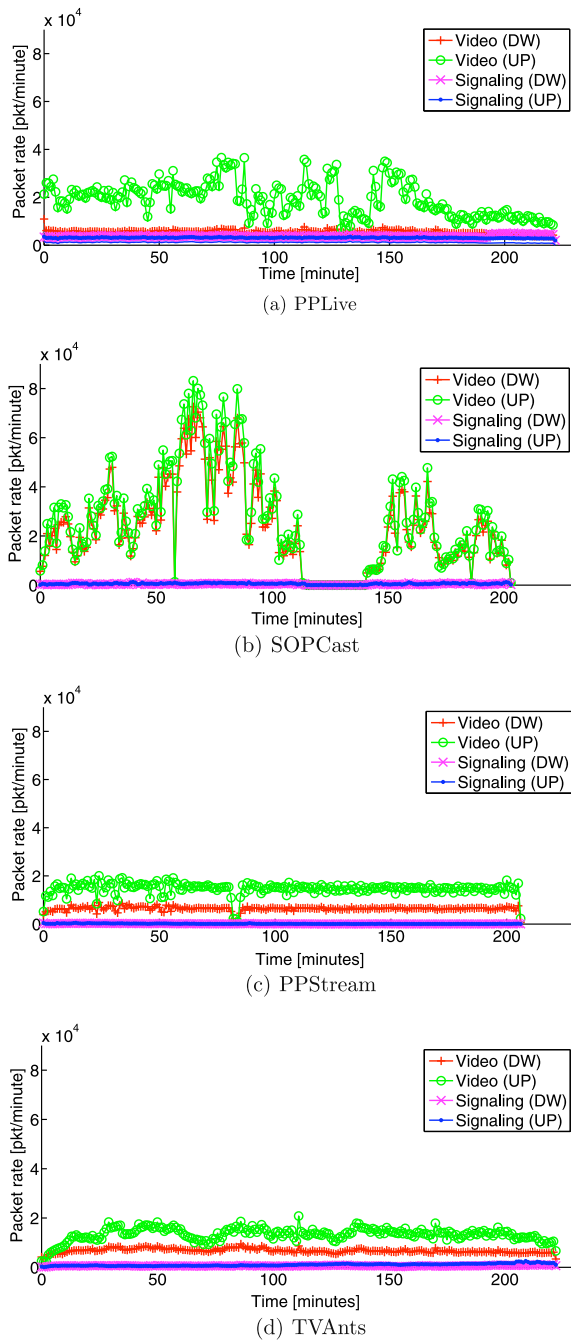 x 10^4
Video (DW)
Video (UP)
Signaling (DW)
Signaling (UP)
Packet rate [pkt/minute]
8
6
4
2
0
0 50 100 150 200
Time [minute]
(a) PPLive
x 10^4
Video (DW)
Video (UP)
Signaling (DW)
Signaling (UP)
Packet rate [pkt/minute]
8
6
4
2
0
0 50 100 150 200
Time [minutes]
(b) SOPCast
x 10^4
Video (DW)
Video (UP)
Signaling (DW)
Signaling (UP)
Packet rate [pkt/minute]
8
6
4
2
0
0 50 100 150 200
Time [minutes]
(c) PPStream
x 10^4
Video (DW)
Video (UP)
Signaling (DW)
Signaling (UP)
Packet rate [pkt/minute]
8
6
4
2
0
0 50 100 150 200
Time [minutes]
(d) TVAnts